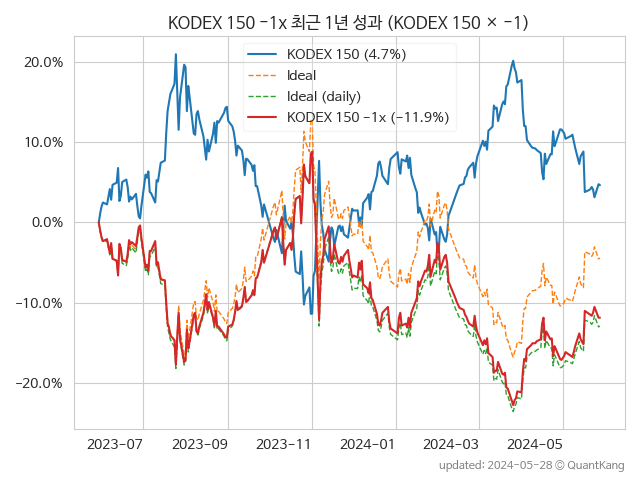 KODEX 150 -1x 최근 1년 성과 (KODEX 150 × -1)
KODEX 150 (4.7%)
Ideal
Ideal (daily)
KODEX 150 -1x (-11.9%)
20.0%
10.0%
0.0%
-10.0%
-20.0%
2023-07
2023-09
2023-11
2024-01
2024-03
2024-05
updated: 2024-05-28 © QuantKang